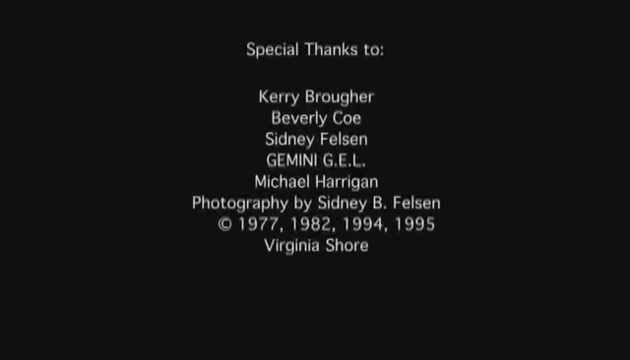 Special Thanks to:
Kerry Brougher
Beverly Coe
Sidney Felsen
GEMINI G.E.L.
Michael Harrigan
Photography by Sidney B. Felsen
© 1977, 1982, 1994, 1995
Virginia Shore